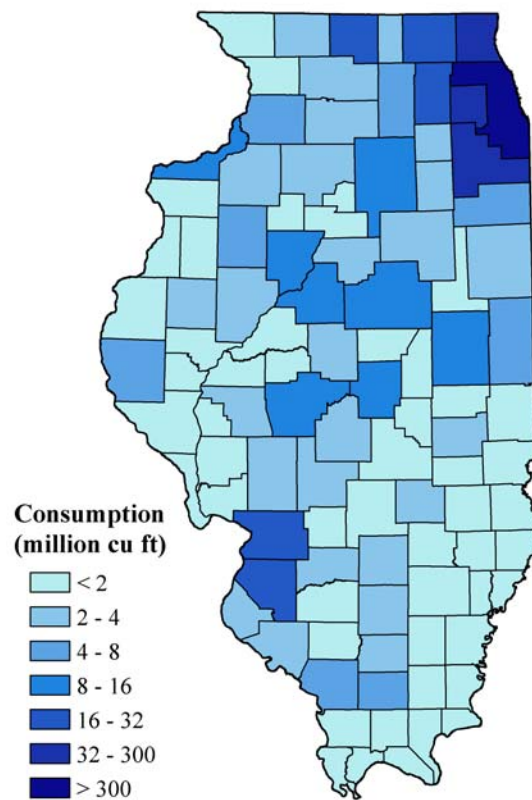 Consumption
(million cu ft)
< 2
2 - 4
4 - 8
8 - 16
16 - 32
32 - 300
> 300